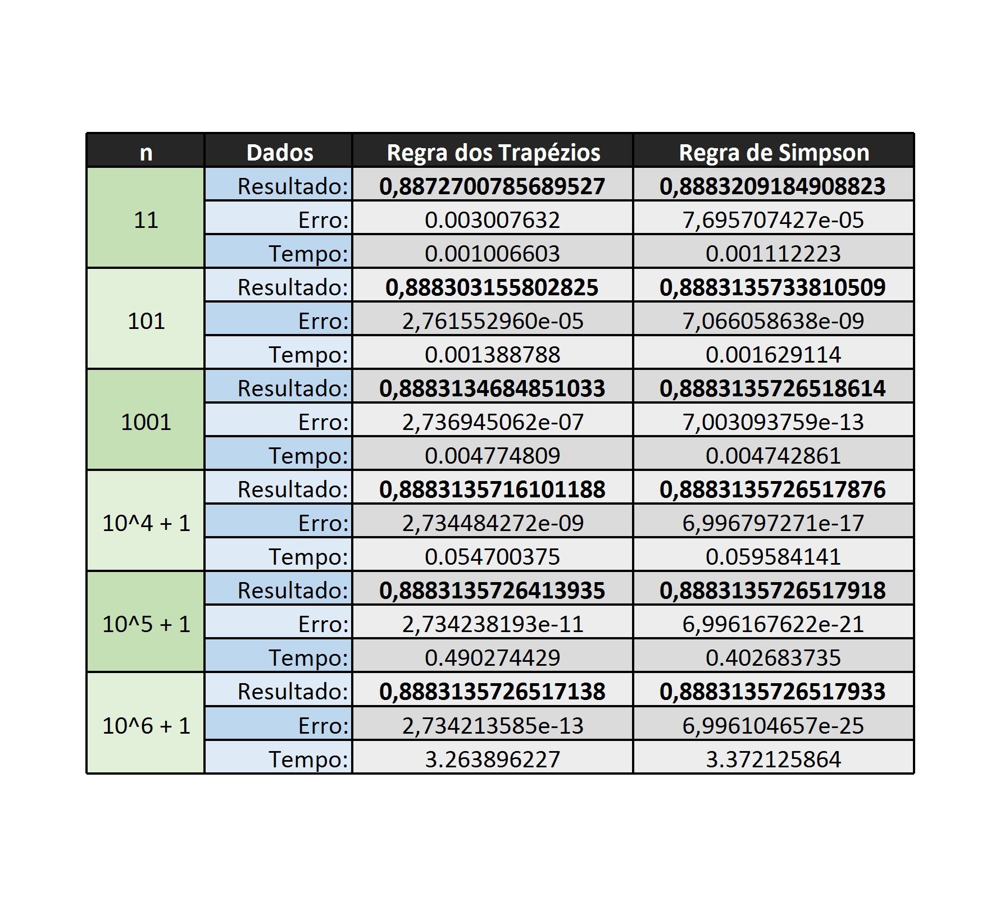 n Dados Regra dos Trapézios Regra de Simpson
Resultado: 0,8872700785689527 0,8883209184908823
11 Erro: 0.003007632 7,695707427e-05
Tempo: 0.001006603 0.001112223
Resultado: 0,888303155802825 0,8883135733810509
101 Erro: 2,761552960e-05 7,066058638e-09
Tempo: 0.001388788 0.001629114
Resultado: 0,8883134684851033 0,8883135726518614
1001 Erro: 2,736945062e-07 7,003093759e-13
Tempo: 0.004774809 0.004742861
Resultado: 0,8883135716101188 0,8883135726517876
10^4 + 1 Erro: 2,734484272e-09 6,996797271e-17
Tempo: 0.054700375 0.059584141
Resultado: 0,8883135726413935 0,8883135726517918
10^5 + 1 Erro: 2,734238193e-11 6,996167622e-21
Tempo: 0.490274429 0.402683735
Resultado: 0,8883135726517138 0,8883135726517933
10^6 + 1 Erro: 2,734213585e-13 6,996104657e-25
Tempo: 3.263896227 3.372125864